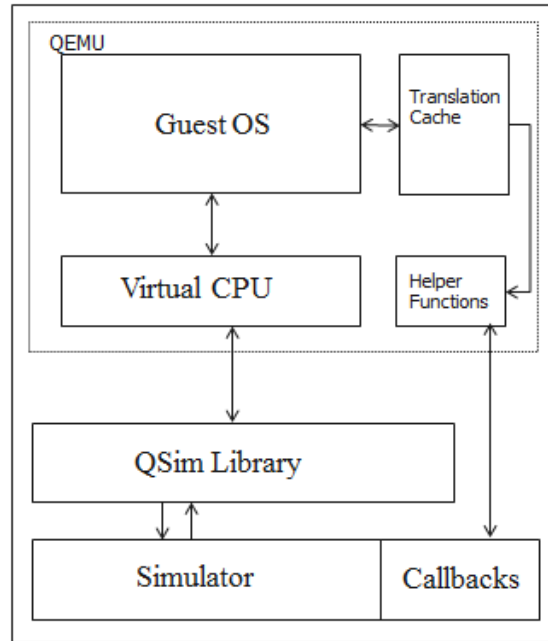 QEMU
Guest OS
Translation
Cache
Virtual CPU
Helper
Functions
QSim Library
Simulator
Callbacks